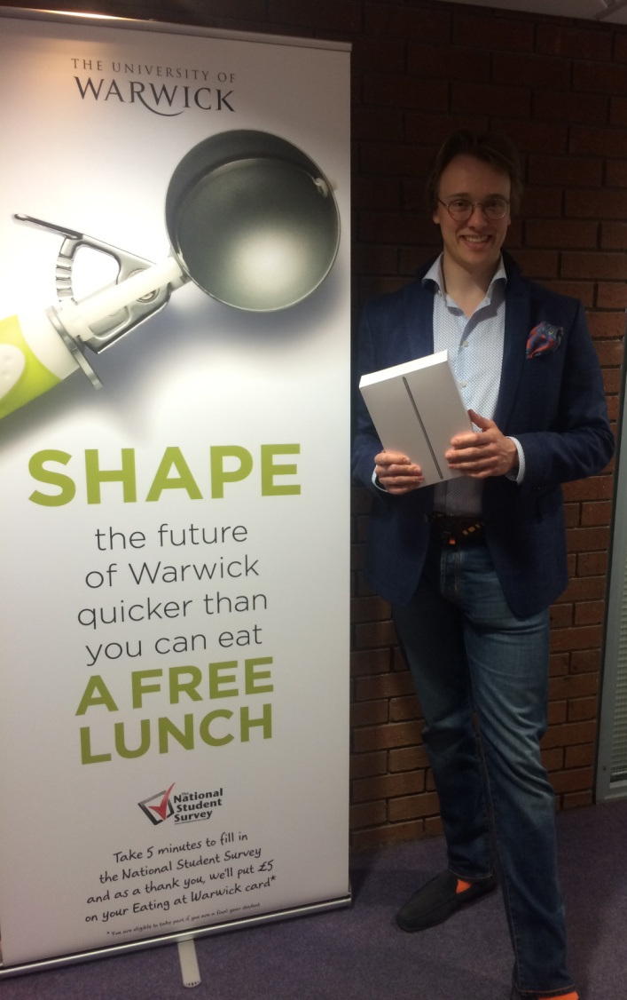 THE UNIVERSITY OF
WARWICK
SHAPE
the future
of Warwick
quicker than
you can eat
A FREE
LUNCH
The
National
Student
Survey
Take 5 minutes to fill in
the National Student Survey
and as a thank you, we'll put £5
on your Eating at Warwick card*
* You are eligible to take part if you are a final year student